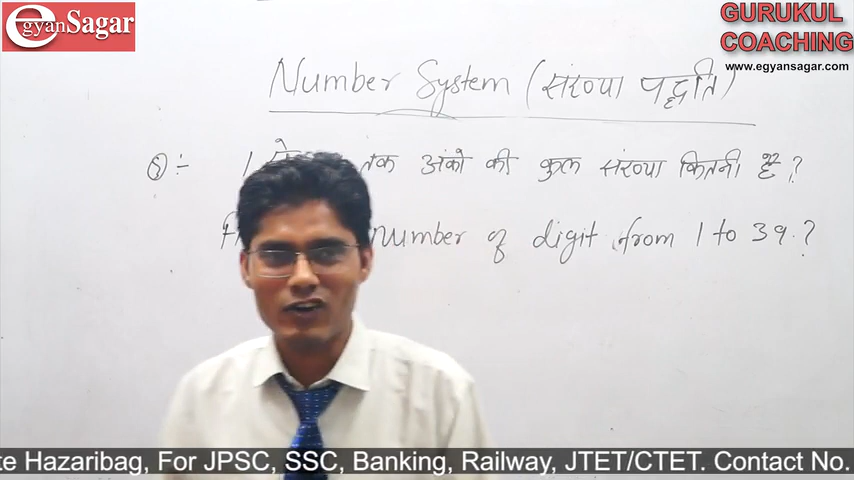 egyanSagar
GURUKUL
COACHING
www.egyansagar.com
Number System (संख्या पद्धति)
Q:- 1 से तक अंको की कुल संख्या कितनी है?
number of digit from 1 to 39.?
te Hazaribag, For JPSC, SSC, Banking, Railway, JTET/CTET. Contact No.